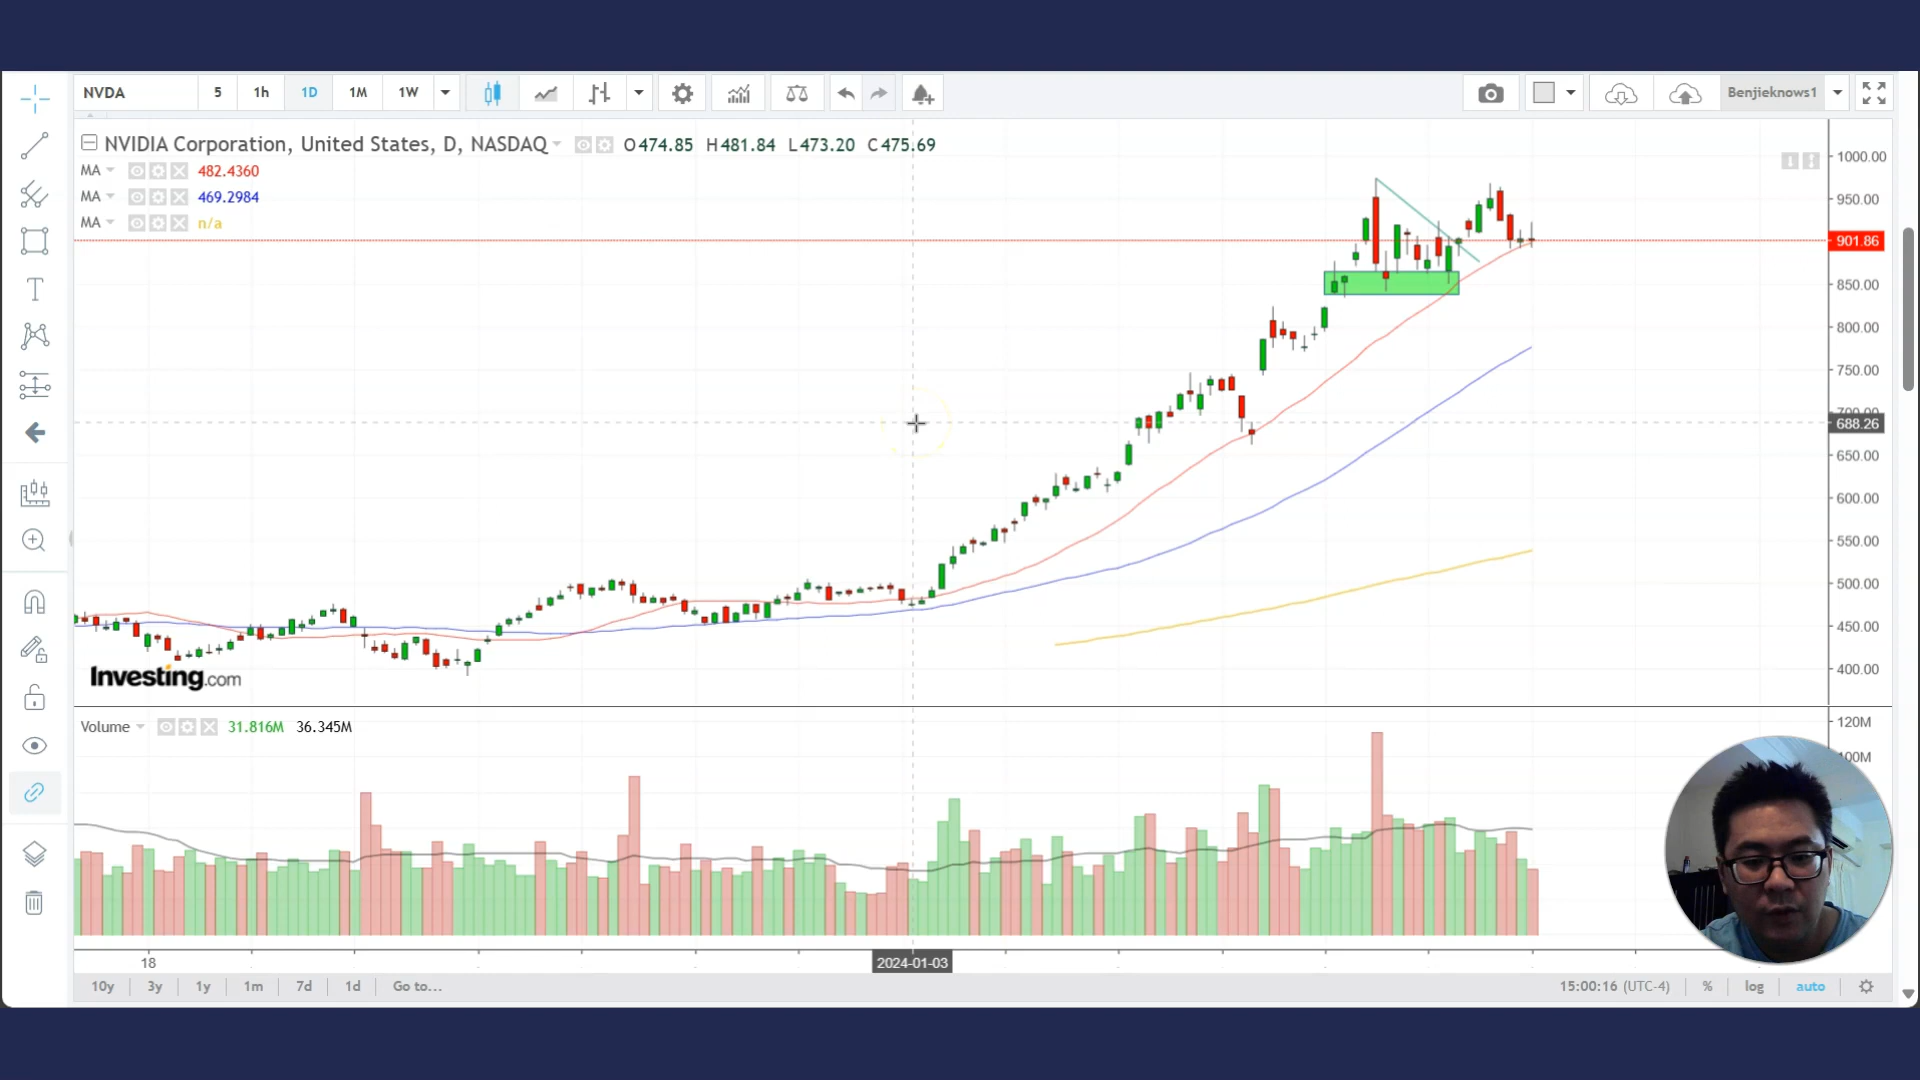 NVDA 5 1h 1D 1M 1W Benjieknows1
NVIDIA Corporation, United States, D, NASDAQ O474.85 H481.84 L473.20 C475.69
MA 482.4360
MA 469.2984
MA n/a
1000.00
950.00
901.86
850.00
800.00
750.00
700.00
688.26
650.00
600.00
550.00
500.00
450.00
400.00
Investing.com
Volume 31.816M 36.345M
120M
100M
18 2024-01-03
10y 3y 1y 1m 7d 1d Go to... 15:00:16 (UTC-4) % log auto